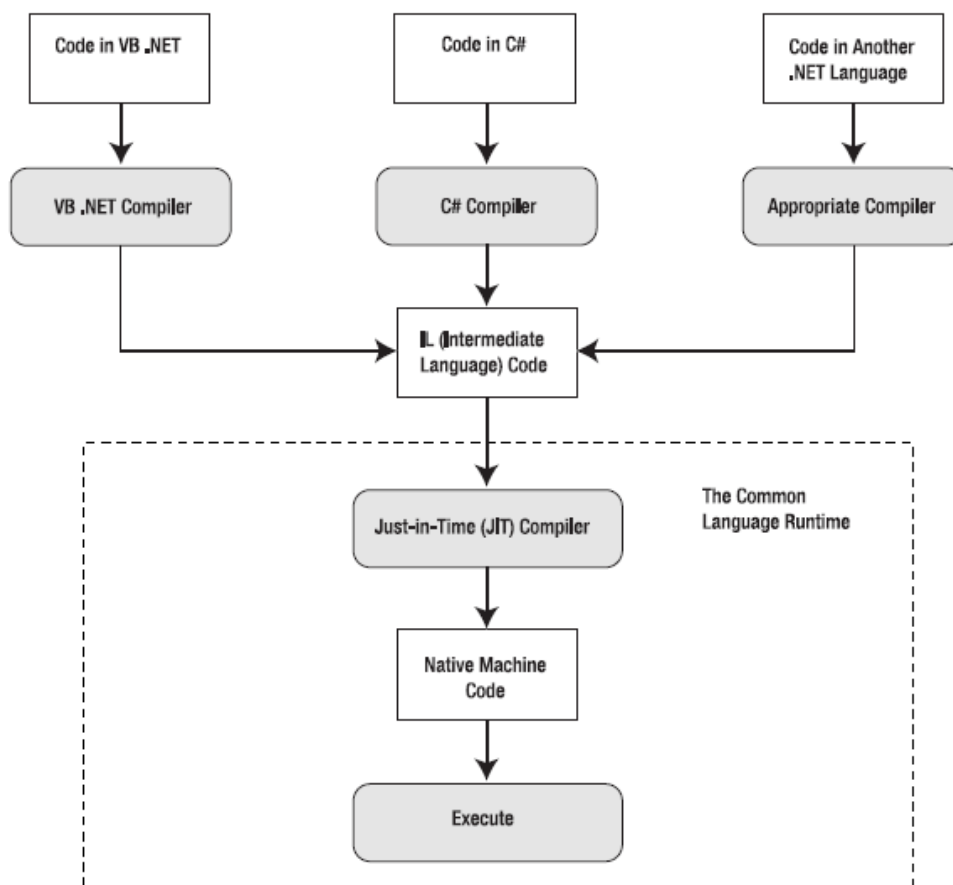 Code in VB .NET
Code in C#
Code in Another
.NET Language
VB .NET Compiler
C# Compiler
Appropriate Compiler
IL (Intermediate
Language) Code
The Common
Language Runtime
Just-in-Time (JIT) Compiler
Native Machine
Code
Execute